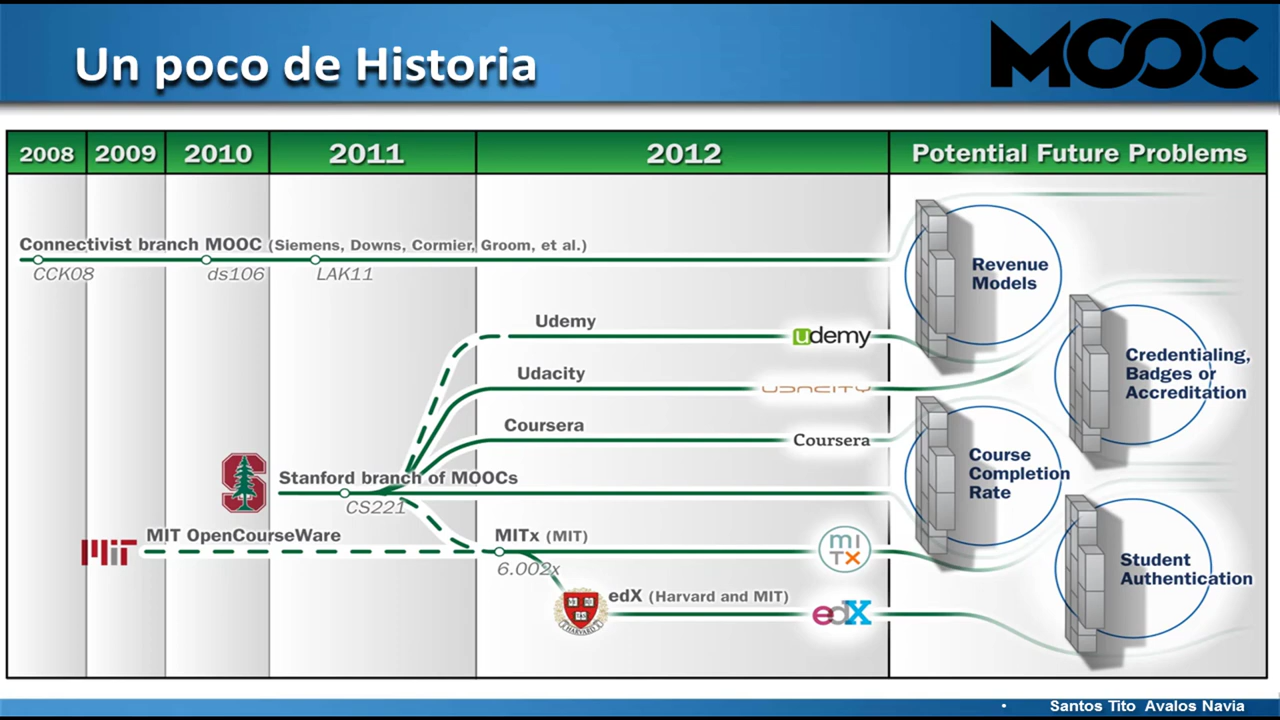 Un poco de Historia
MOOC
2008
2009
2010
2011
2012
Potential Future Problems
Connectivist branch MOOC (Siemens, Downs, Cormier, Groom, et al.)
CCK08
ds106
LAK11
Revenue
Models
Udemy
udemy
Credentialing,
Badges or
Accreditation
Udacity
UDACITY
Coursera
Coursera
Course
Completion
Rate
S
Stanford branch of MOOCs
CS221
MIT
MIT OpenCourseWare
MITx (MIT)
6.002x
MI
TX
Student
Authentication
edX (Harvard and MIT)
HARVARD
edX
• Santos Tito Avalos Navia